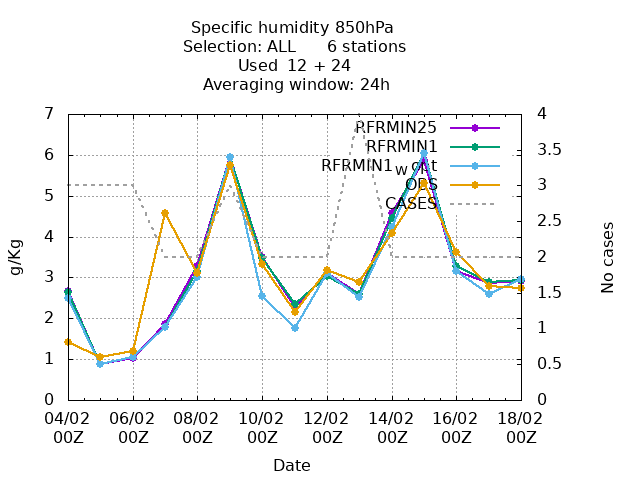 Specific humidity 850hPa
Selection: ALL 6 stations
Used 12 + 24
Averaging window: 24h
7 4
RFRMIN25
RFRMIN1
6 3.5
RFRMIN1wopt
OBS
5 3
CASES
2.5
4
3 2
1.5
2
1
1
0.5
0 0
g/Kg
No cases
04/02 06/02 08/02 10/02 12/02 14/02 16/02 18/02
00Z 00Z 00Z 00Z 00Z 00Z 00Z 00Z
Date